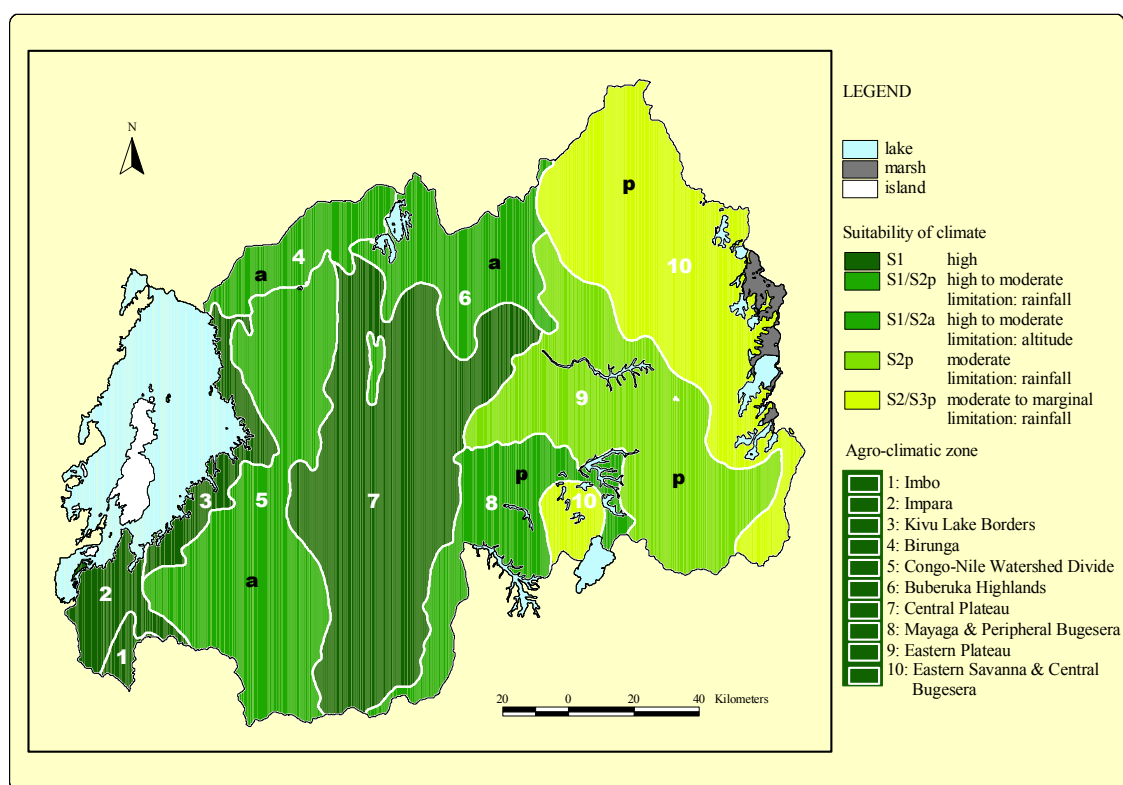 N
p
a
4
a
10
6
9
3
5
7
p
8
10
p
a
2
1
20 0 20 40 Kilometers
LEGEND
lake
marsh
island
Suitability of climate
S1 high
S1/S2p high to moderate
limitation: rainfall
S1/S2a high to moderate
limitation: altitude
S2p moderate
limitation: rainfall
S2/S3p moderate to marginal
limitation: rainfall
Agro-climatic zone
1: Imbo
2: Impara
3: Kivu Lake Borders
4: Birunga
5: Congo-Nile Watershed Divide
6: Buberuka Highlands
7: Central Plateau
8: Mayaga & Peripheral Bugesera
9: Eastern Plateau
10: Eastern Savanna & Central
Bugesera